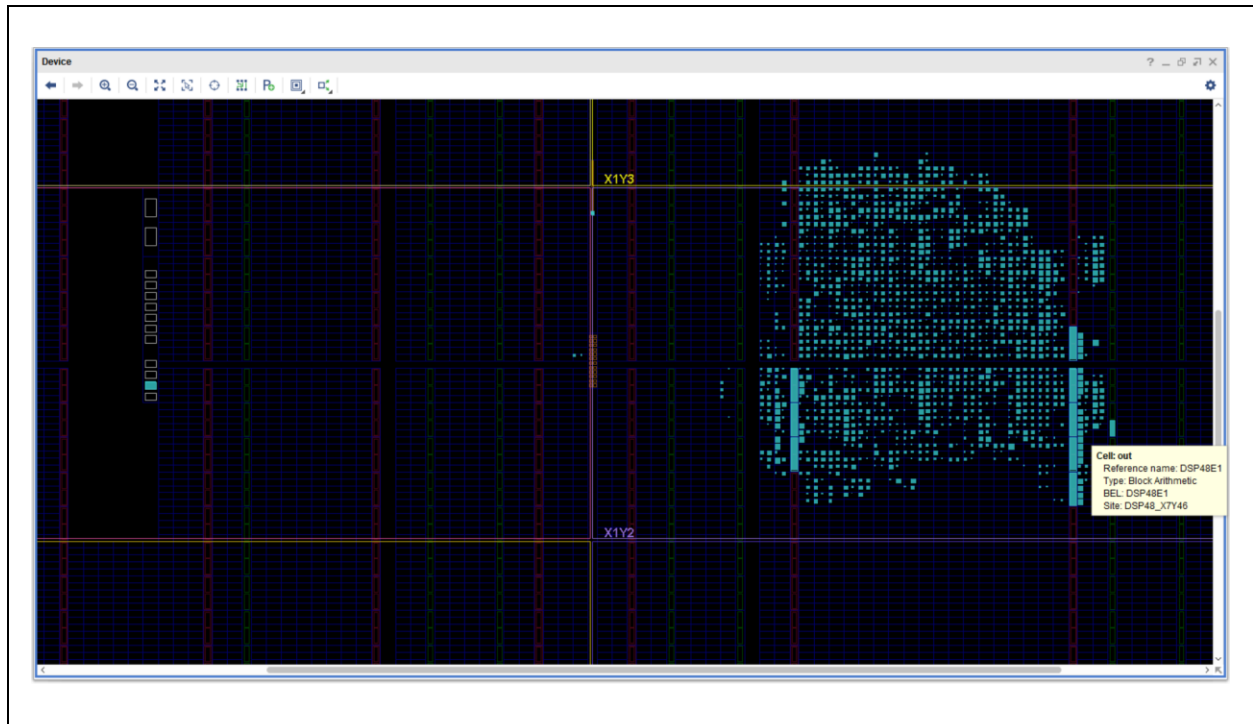 Device
X1Y3
Cell: out
Reference name: DSP48E1
Type: Block Arithmetic
BEL: DSP48E1
Site: DSP48_X7Y46
X1Y2